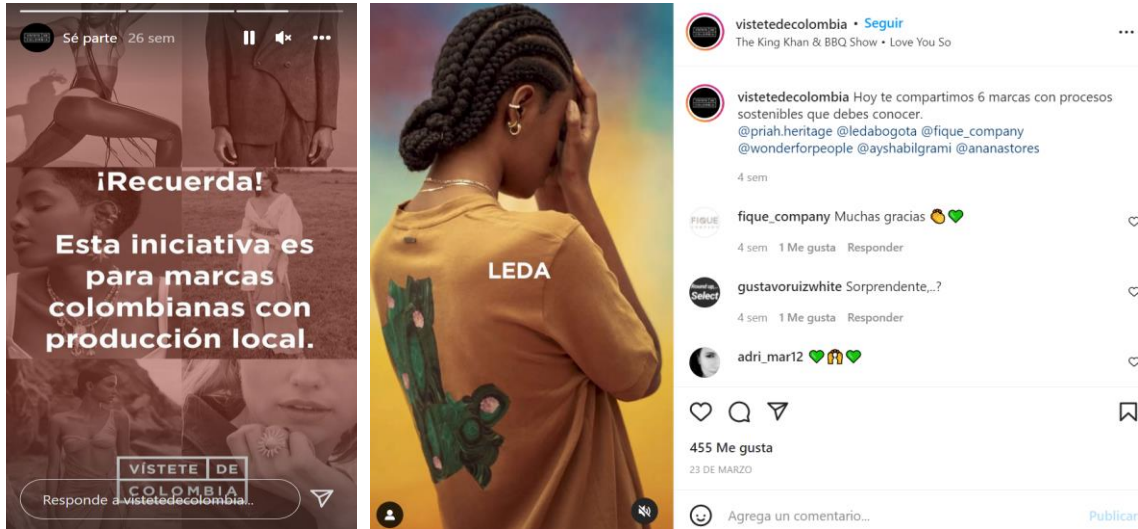 Sé parte 26 sem
¡Recuerda!
Esta iniciativa es
para marcas
colombianas con
producción local.
VÍSTETE DE
COLOMBIA
Responde a vistetedecolombia...
LEDA
vistetedecolombia • Seguir
The King Khan & BBQ Show • Love You So
vistetedecolombia Hoy te compartimos 6 marcas con procesos
sostenibles que debes conocer.
@priah.heritage @ledabogota @fique_company
@wonderforpeople @ayshabilgrami @ananastores
4 sem
FIQUE
fique_company Muchas gracias 👏💚
4 sem 1 Me gusta Responder
Select
gustavoruizwhite Sorprendente,..?
4 sem 1 Me gusta Responder
adri_mar12 💚🙌💚
455 Me gusta
23 DE MARZO
Agrega un comentario...
Publicar